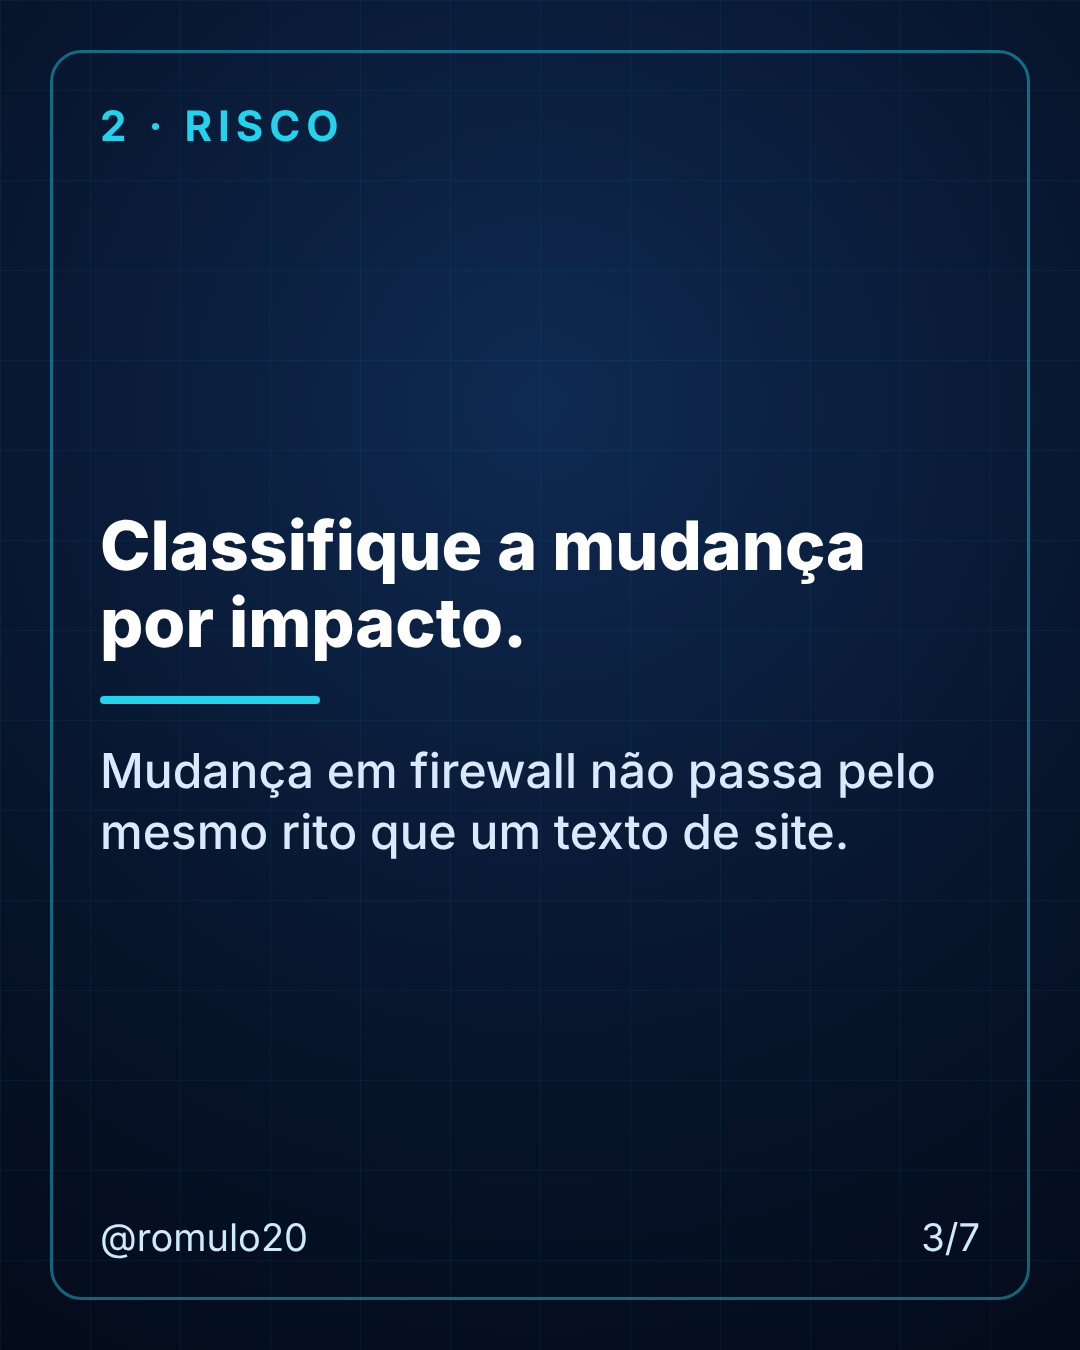 2 · RISCO
Classifique a mudança
por impacto.
Mudança em firewall não passa pelo
mesmo rito que um texto de site.
@romulo20
3/7